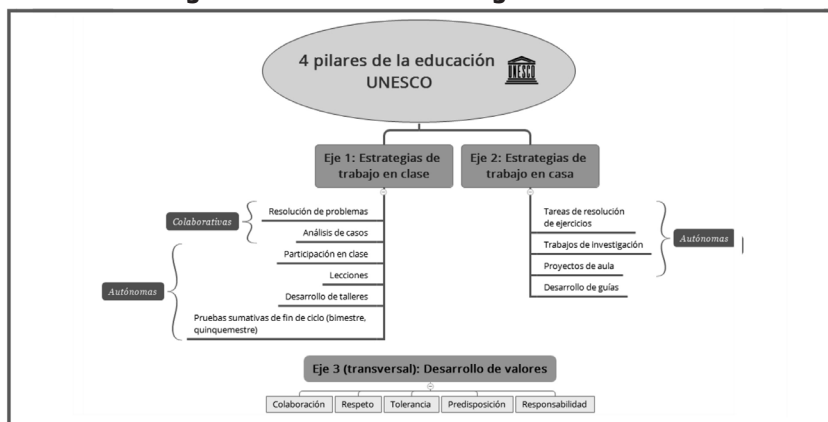 4 pilares de la educación
UNESCO
UNESCO
Eje 1: Estrategias de
trabajo en clase
Eje 2: Estrategias de
trabajo en casa
Colaborativas
Resolución de problemas
Análisis de casos
Autónomas
Participación en clase
Lecciones
Desarrollo de talleres
Pruebas sumativas de fin de ciclo (bimestre,
quinquemestre)
Tareas de resolución
de ejercicios
Trabajos de investigación
Proyectos de aula
Autónomas
Desarrollo de guías
Eje 3 (transversal): Desarrollo de valores
Colaboración
Respeto
Tolerancia
Predisposición
Responsabilidad